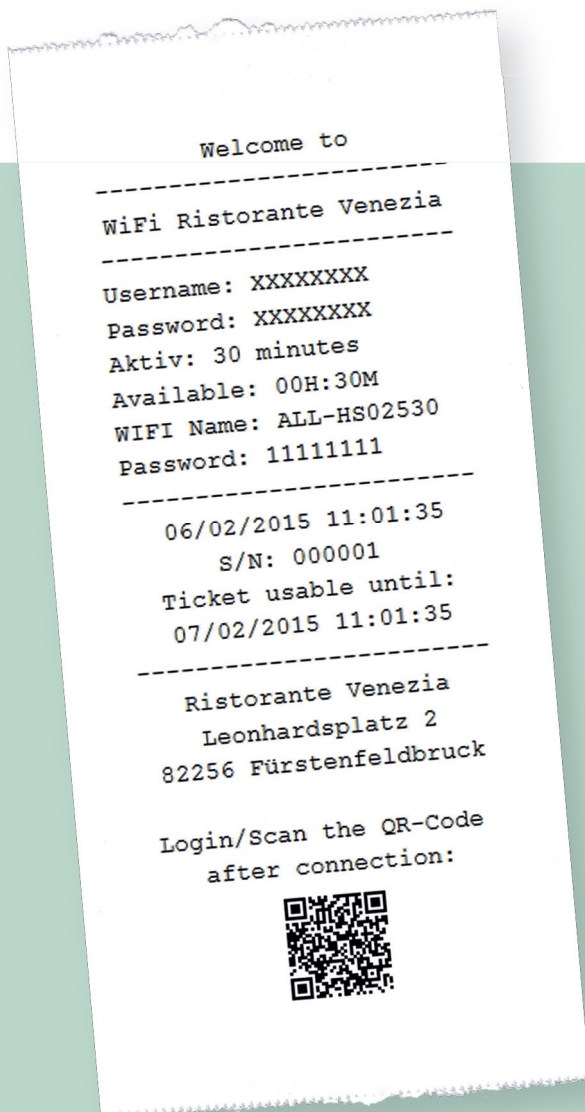 Welcome to
------------------------
WiFi Ristorante Venezia
------------------------
Username: XXXXXXXX
Password: XXXXXXXX
Aktiv: 30 minutes
Available: 00H:30M
WIFI Name: ALL-HS02530
Password: 11111111
------------------------
06/02/2015 11:01:35
S/N: 000001
Ticket usable until:
07/02/2015 11:01:35
------------------------
Ristorante Venezia
Leonhardsplatz 2
82256 Fürstenfeldbruck
Login/Scan the QR-Code
after connection: